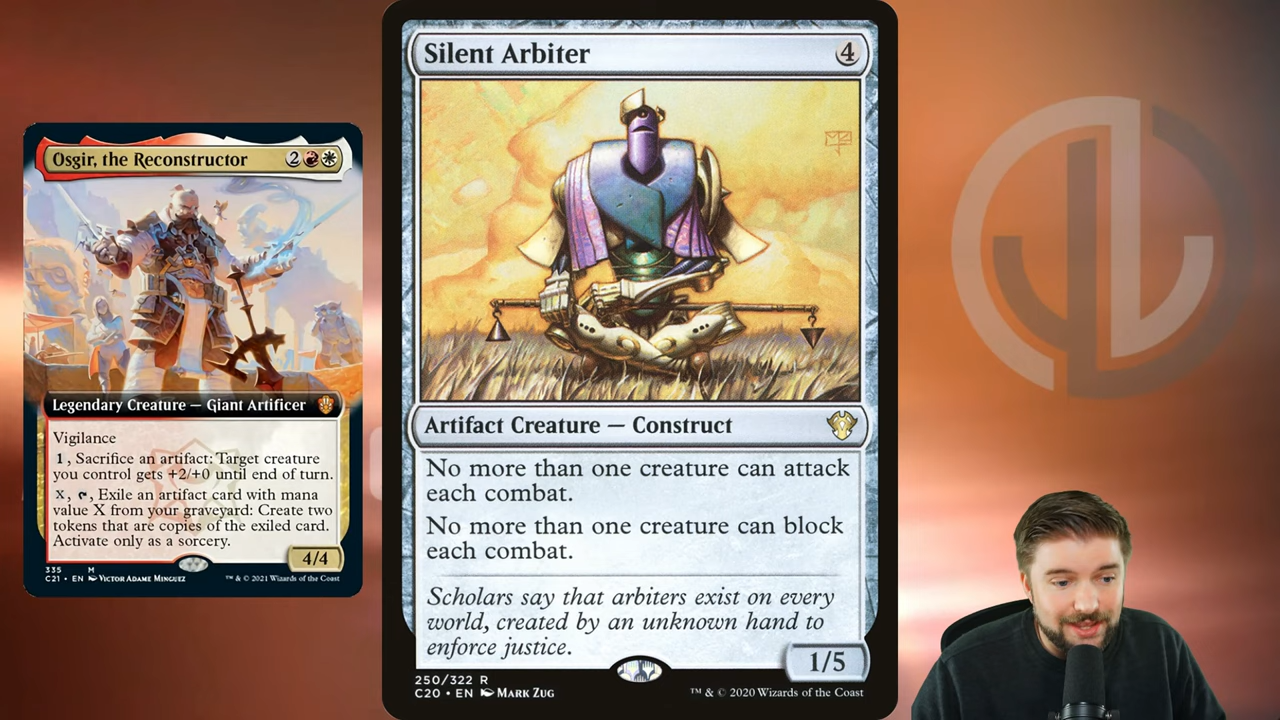 Osgir, the Reconstructor 2
Legendary Creature — Giant Artificer
Vigilance
1, Sacrifice an artifact: Target creature
you control gets +2/+0 until end of turn.
X, , Exile an artifact card with mana
value X from your graveyard: Create two
tokens that are copies of the exiled card.
Activate only as a sorcery.
4/4
335 M
C21 • EN Victor Adame Minguez
™ & © 2021 Wizards of the Coast
Silent Arbiter 4
Artifact Creature — Construct
No more than one creature can attack
each combat.
No more than one creature can block
each combat.
Scholars say that arbiters exist on every
world, created by an unknown hand to
enforce justice.
1/5
250/322 R
C20 • EN Mark Zug
™ & © 2020 Wizards of the Coast